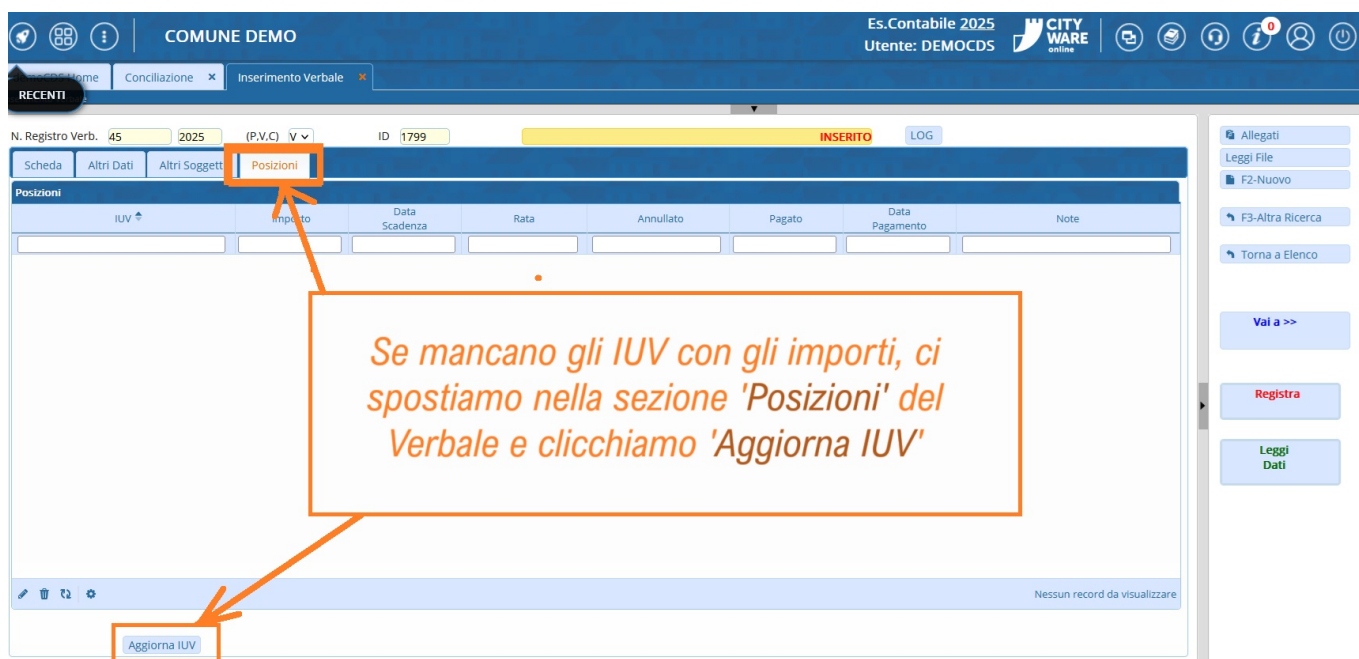 COMUNE DEMO
Es.Contabile 2025
Utente: DEMOCDS
CITY
WARE
online
0
Home
Conciliazione ×
Inserimento Verbale ×
RECENTI
N. Registro Verb. 45 2025 (P,V,C) V ID 1799 INSERITO LOG
Scheda Altri Dati Altri Soggett Posizioni
Posizioni
IUV Importo Data Scadenza Rata Annullato Pagato Data Pagamento Note
Se mancano gli IUV con gli importi, ci
spostiamo nella sezione 'Posizioni' del
Verbale e clicchiamo 'Aggiorna IUV'
Nessun record da visualizzare
Aggiorna IUV
Allegati
Leggi File
F2-Nuovo
F3-Altra Ricerca
Torna a Elenco
Vai a >>
Registra
Leggi
Dati